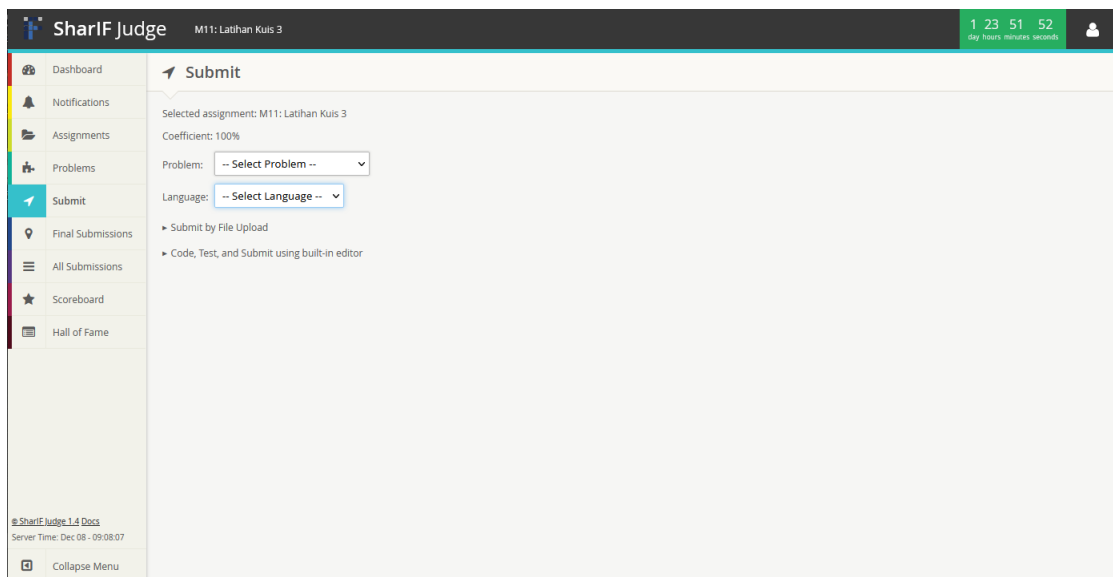 SharIF Judge
M11: Latihan Kuis 3
1 23 51 52
day hours minutes seconds
Dashboard
Notifications
Assignments
Problems
Submit
Final Submissions
All Submissions
Scoreboard
Hall of Fame
© SharIF Judge 1.4 Docs
Server Time: Dec 08 - 09:08:07
Collapse Menu
Submit
Selected assignment: M11: Latihan Kuis 3
Coefficient: 100%
Problem: -- Select Problem --
Language: -- Select Language --
▸ Submit by File Upload
▸ Code, Test, and Submit using built-in editor